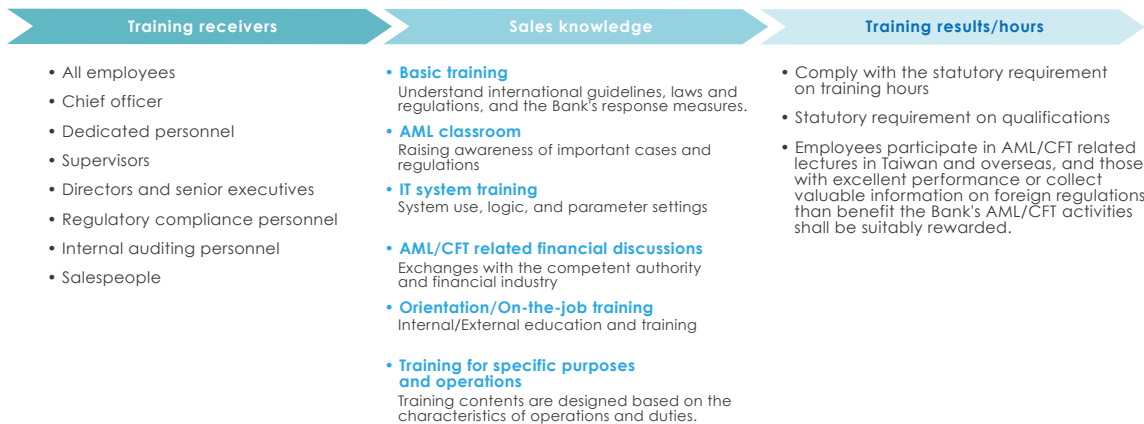 Training receivers
• All employees
• Chief officer
• Dedicated personnel
• Supervisors
• Directors and senior executives
• Regulatory compliance personnel
• Internal auditing personnel
• Salespeople
Sales knowledge
• Basic training
Understand international guidelines, laws and
regulations, and the Bank's response measures.
• AML classroom
Raising awareness of important cases and
regulations
• IT system training
System use, logic, and parameter settings
• AML/CFT related financial discussions
Exchanges with the competent authority
and financial industry
• Orientation/On-the-job training
Internal/External education and training
• Training for specific purposes
and operations
Training contents are designed based on the
characteristics of operations and duties.
Training results/hours
• Comply with the statutory requirement
on training hours
• Statutory requirement on qualifications
• Employees participate in AML/CFT related
lectures in Taiwan and overseas, and those
with excellent performance or collect
valuable information on foreign regulations
than benefit the Bank's AML/CFT activities
shall be suitably rewarded.